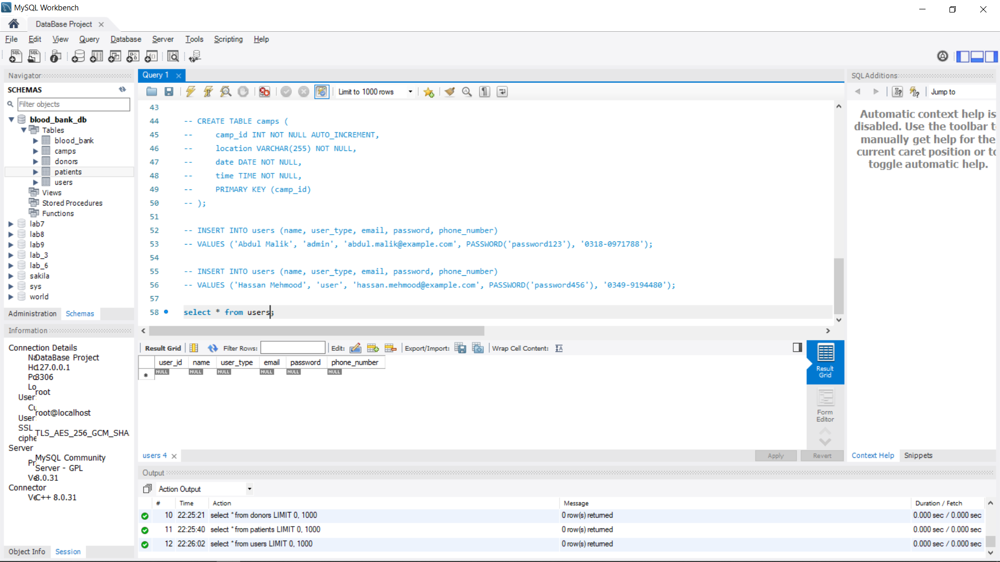 MySQL Workbench
DataBase Project
File Edit View Query Database Server Tools Scripting Help
Navigator
SCHEMAS
Filter objects
blood_bank_db
Tables
blood_bank
camps
donors
patients
users
Views
Stored Procedures
Functions
lab7
lab8
lab9
lab_3
lab_6
sakila
sys
world
Administration Schemas
Information
Connection Details
DataBase Project
127.0.0.1
3306
Lo
root
User
root@localhost
User
SSL
TLS_AES_256_GCM_SHA
ciphe
Server
MySQL Community
Pr
Server - GPL
8.0.31
Connector
C++ 8.0.31
Object Info Session
Query 1
Limit to 1000 rows
43
44 -- CREATE TABLE camps (
45 -- camp_id INT NOT NULL AUTO_INCREMENT,
46 -- location VARCHAR(255) NOT NULL,
47 -- date DATE NOT NULL,
48 -- time TIME NOT NULL,
49 -- PRIMARY KEY (camp_id)
50 -- );
51
52 -- INSERT INTO users (name, user_type, email, password, phone_number)
53 -- VALUES ('Abdul Malik', 'admin', 'abdul.malik@example.com', PASSWORD('password123'), '0318-0971788');
54
55 -- INSERT INTO users (name, user_type, email, password, phone_number)
56 -- VALUES ('Hassan Mehmood', 'user', 'hassan.mehmood@example.com', PASSWORD('password456'), '0349-9194480');
57
58 select * from users;
Result Grid Filter Rows: Edit: Export/Import: Wrap Cell Content:
user_id name user_type email password phone_number
NULL NULL NULL NULL NULL NULL
Result
Grid
Form
Editor
users 4 Apply Revert
SQLAdditions
Jump to
Automatic context help is
disabled. Use the toolbar t
manually get help for the
current caret position or to
toggle automatic help.
Context Help Snippets
Output
Action Output
# Time Action Message Duration / Fetch
10 22:25:21 select * from donors LIMIT 0, 1000 0 row(s) returned 0.000 sec / 0.000 sec
11 22:25:40 select * from patients LIMIT 0, 1000 0 row(s) returned 0.000 sec / 0.000 sec
12 22:26:02 select * from users LIMIT 0, 1000 0 row(s) returned 0.000 sec / 0.000 sec